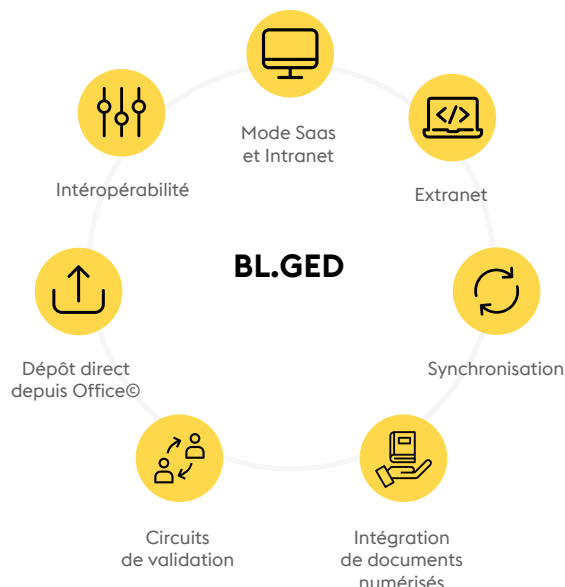 Mode Saas
et Intranet
Extranet
Synchronisation
Intégration
de documents
numérisés
Circuits
de validation
Dépôt direct
depuis Office©
Intéropérabilité
BL.GED